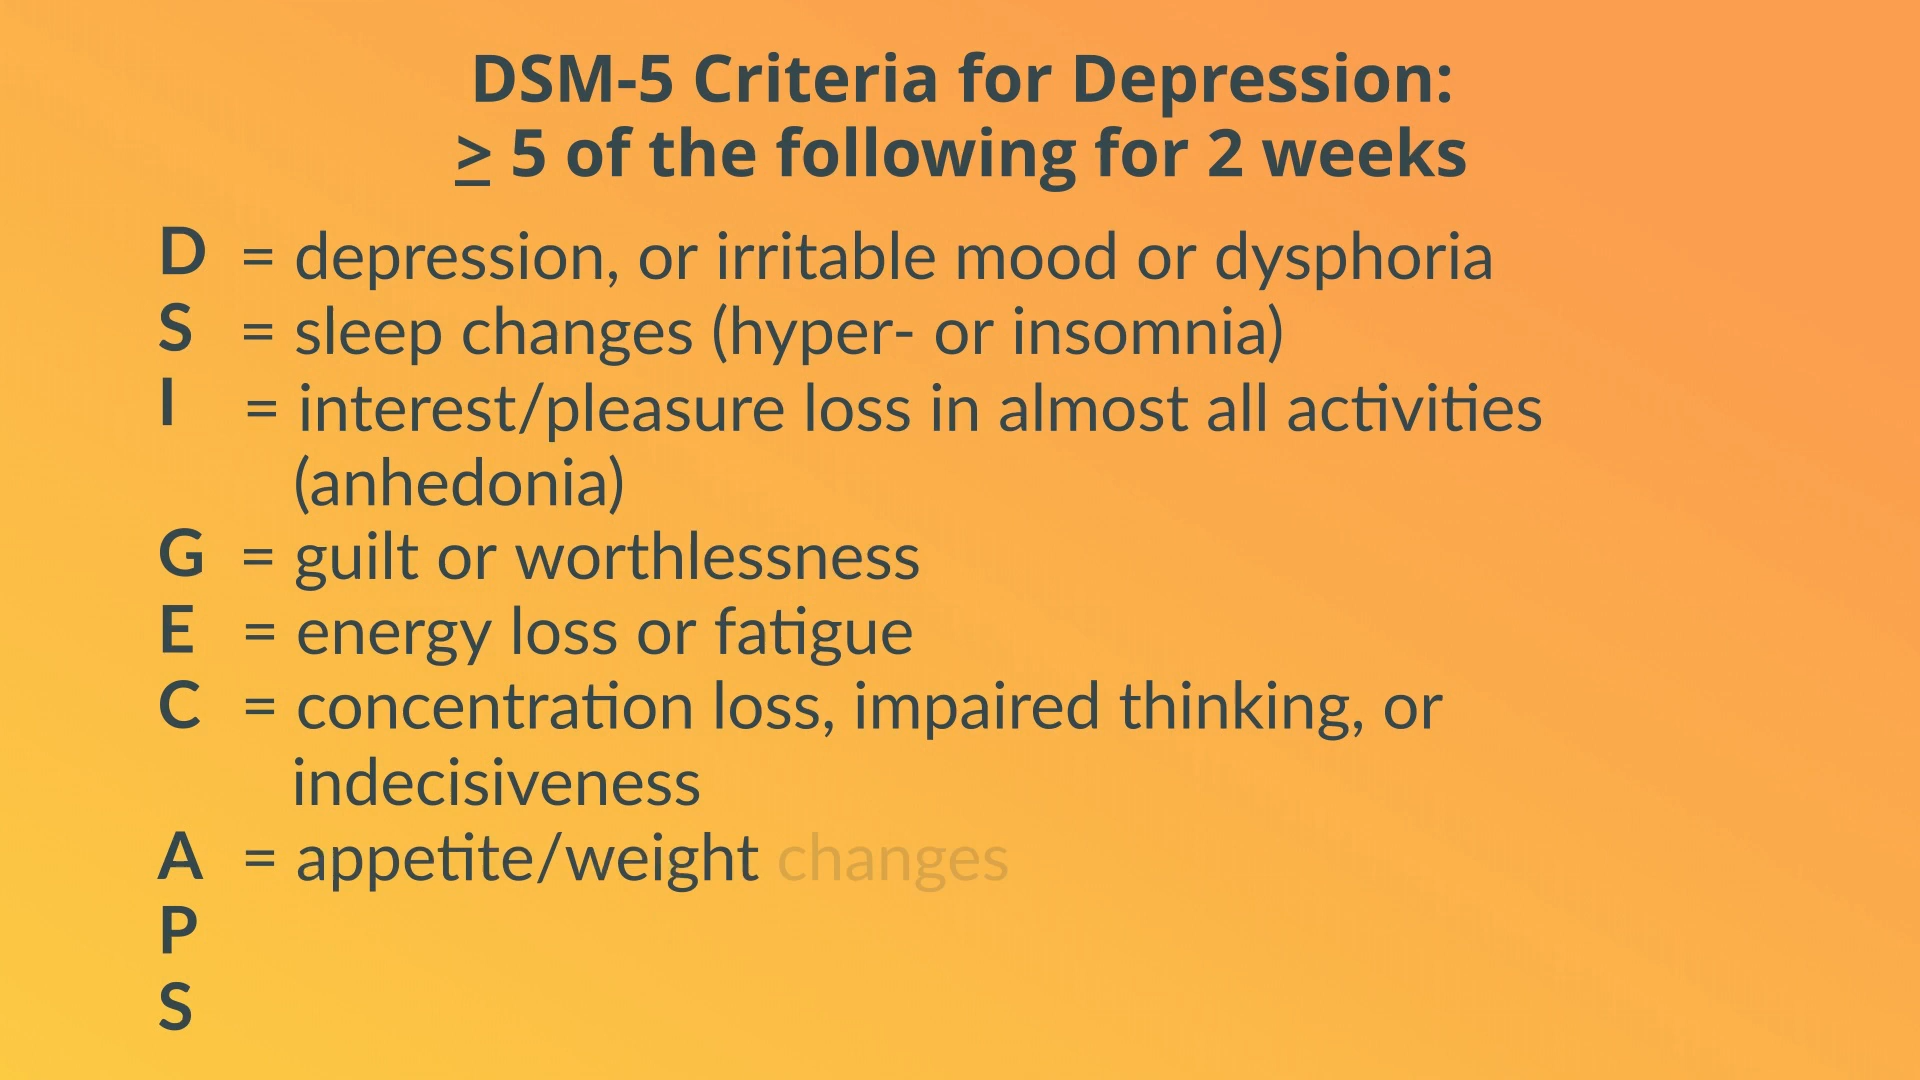 DSM-5 Criteria for Depression:
≥ 5 of the following for 2 weeks
D = depression, or irritable mood or dysphoria
S = sleep changes (hyper- or insomnia)
I = interest/pleasure loss in almost all activities
(anhedonia)
G = guilt or worthlessness
E = energy loss or fatigue
C = concentration loss, impaired thinking, or
indecisiveness
A = appetite/weight changes
P
S